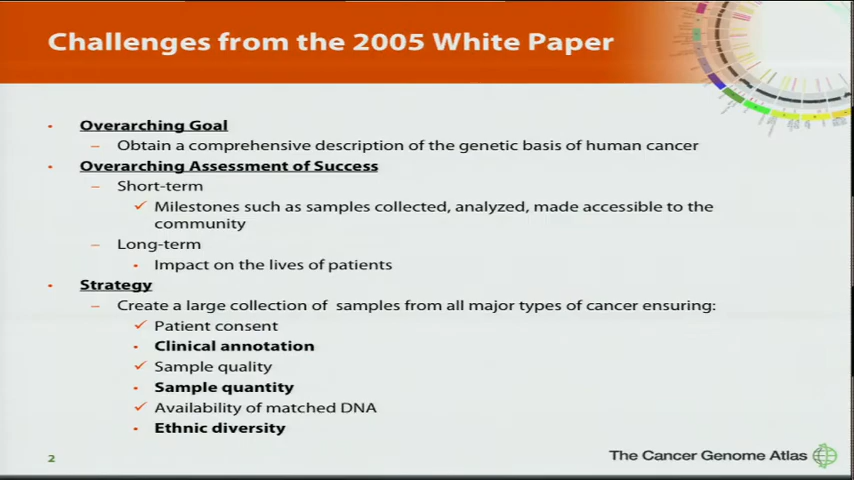 Challenges from the 2005 White Paper
• Overarching Goal
– Obtain a comprehensive description of the genetic basis of human cancer
• Overarching Assessment of Success
– Short-term
✓ Milestones such as samples collected, analyzed, made accessible to the
community
– Long-term
• Impact on the lives of patients
• Strategy
– Create a large collection of samples from all major types of cancer ensuring:
✓ Patient consent
• Clinical annotation
✓ Sample quality
• Sample quantity
✓ Availability of matched DNA
• Ethnic diversity
2
The Cancer Genome Atlas